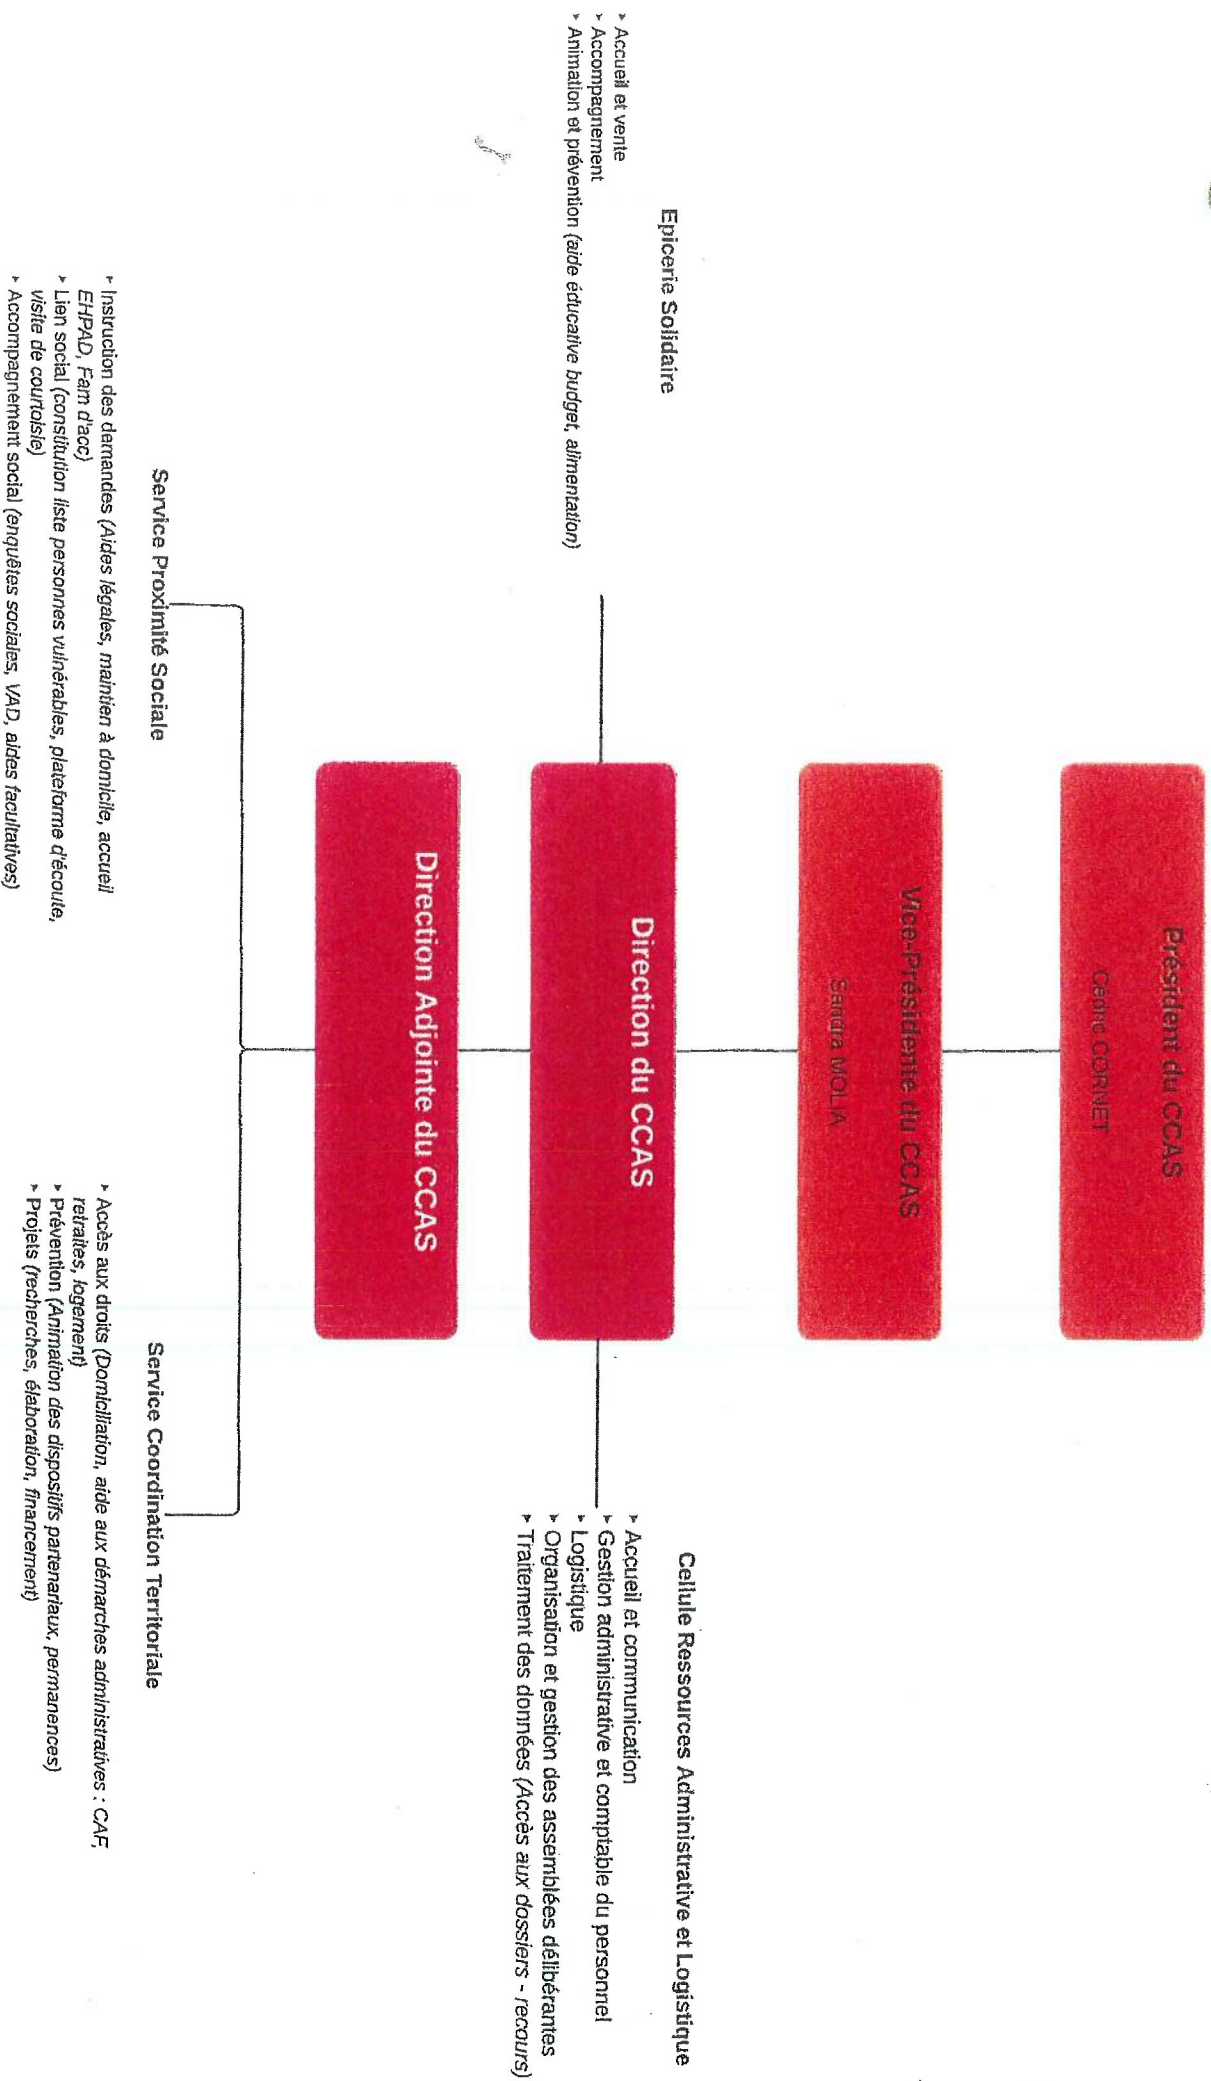 Président du CCAS
Cédric CORNET
Vice-Présidente du CCAS
Sandra MOLIA
Direction du CCAS
Epicerie Solidaire
‣ Accueil et vente
‣ Accompagnement
‣ Animation et prévention (aide éducative budget, alimentation)
Cellule Ressources Administrative et Logistique
‣ Accueil et communication
‣ Gestion administrative et comptable du personnel
‣ Logistique
‣ Organisation et gestion des assemblées délibérantes
‣ Traitement des données (Accès aux dossiers - recours)
Direction Adjointe du CCAS
Service Proximité Sociale
‣ Instruction des demandes (Aides légales, maintien à domicile, accueil
EHPAD, Fam d'acc)
‣ Lien social (constitution liste personnes vulnérables, plateforme d'écoute,
visite de courtoisie)
‣ Accompagnement social (enquêtes sociales, VAD, aides facultatives)
Service Coordination Territoriale
‣ Accès aux droits (Domiciliation, aide aux démarches administratives : CAF,
retraites, logement)
‣ Prévention (Animation des dispositifs partenariaux, permanences)
‣ Projets (recherches, élaboration, financement)